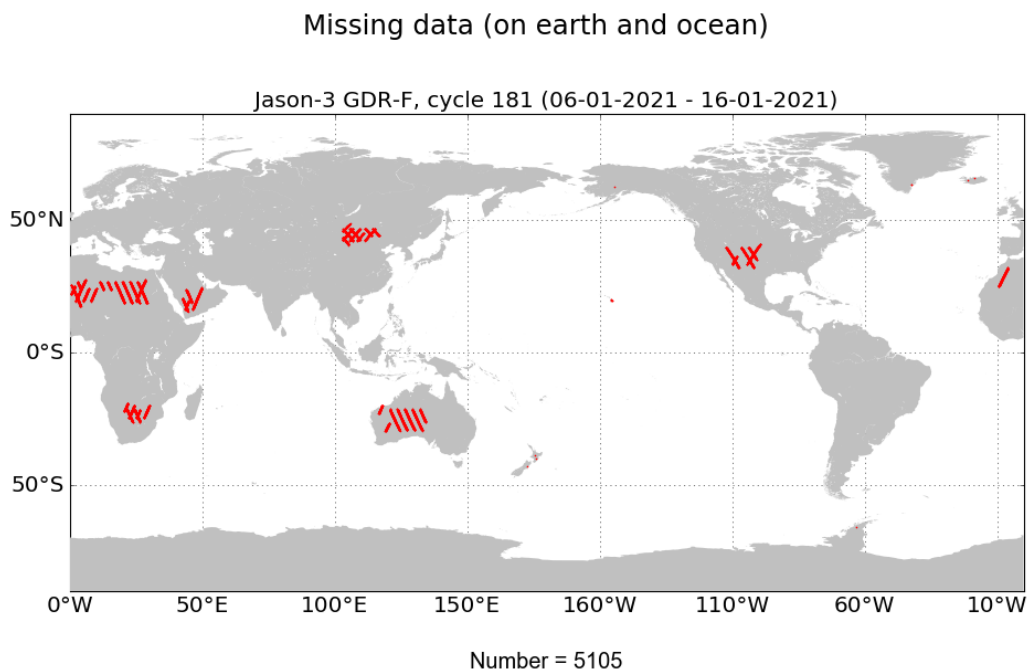 Missing data (on earth and ocean)
Jason-3 GDR-F, cycle 181 (06-01-2021 - 16-01-2021)
50°N
0°S
50°S
0°W 50°E 100°E 150°E 160°W 110°W 60°W 10°W
Number = 5105